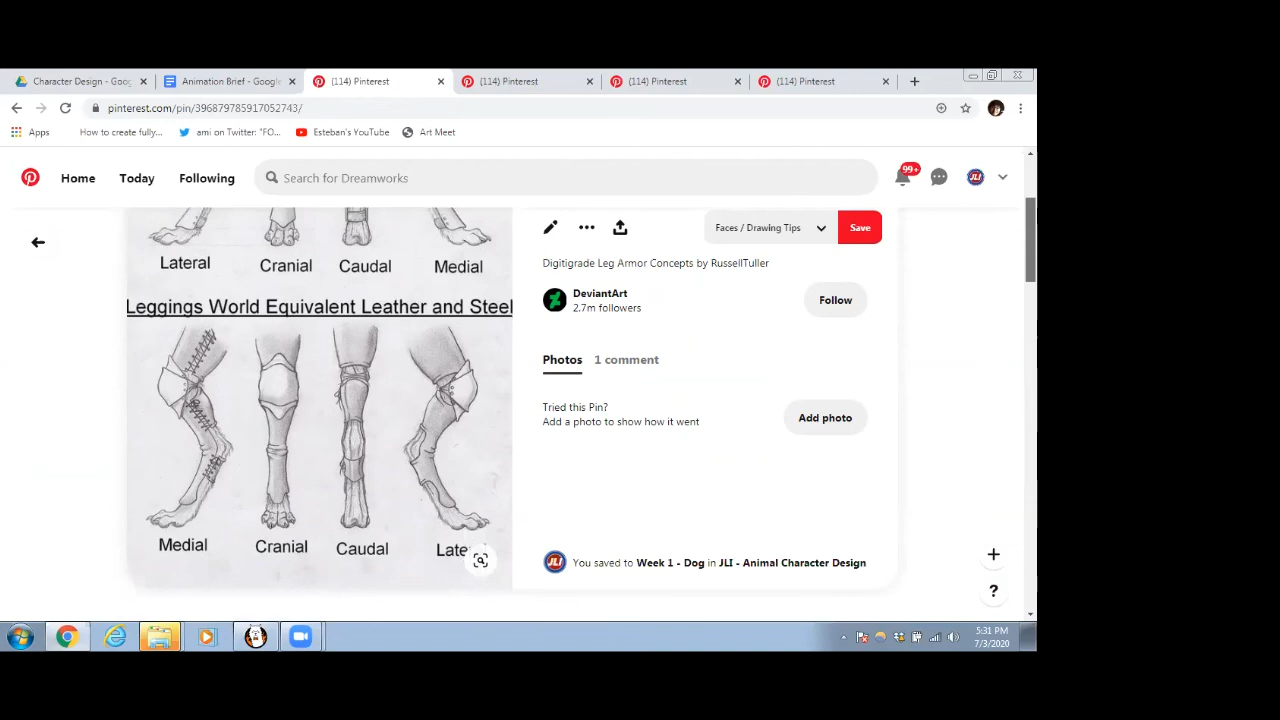 Character Design - Goog
Animation Brief - Google
(114) Pinterest
(114) Pinterest
(114) Pinterest
(114) Pinterest
pinterest.com/pin/396879785917052743/
Apps
How to create fully...
ami on Twitter: "FO...
Esteban's YouTube
Art Meet
Home
Today
Following
Search for Dreamworks
99+
JLI
Faces / Drawing Tips
Save
Lateral
Cranial
Caudal
Medial
Digitigrade Leg Armor Concepts by RussellTuller
DeviantArt
2.7m followers
Follow
Leggings World Equivalent Leather and Steel
Photos
1 comment
Tried this Pin?
Add a photo to show how it went
Add photo
Medial
Cranial
Caudal
Late
JLI
You saved to Week 1 - Dog in JLI - Animal Character Design
+
?
5:31 PM
7/3/2020